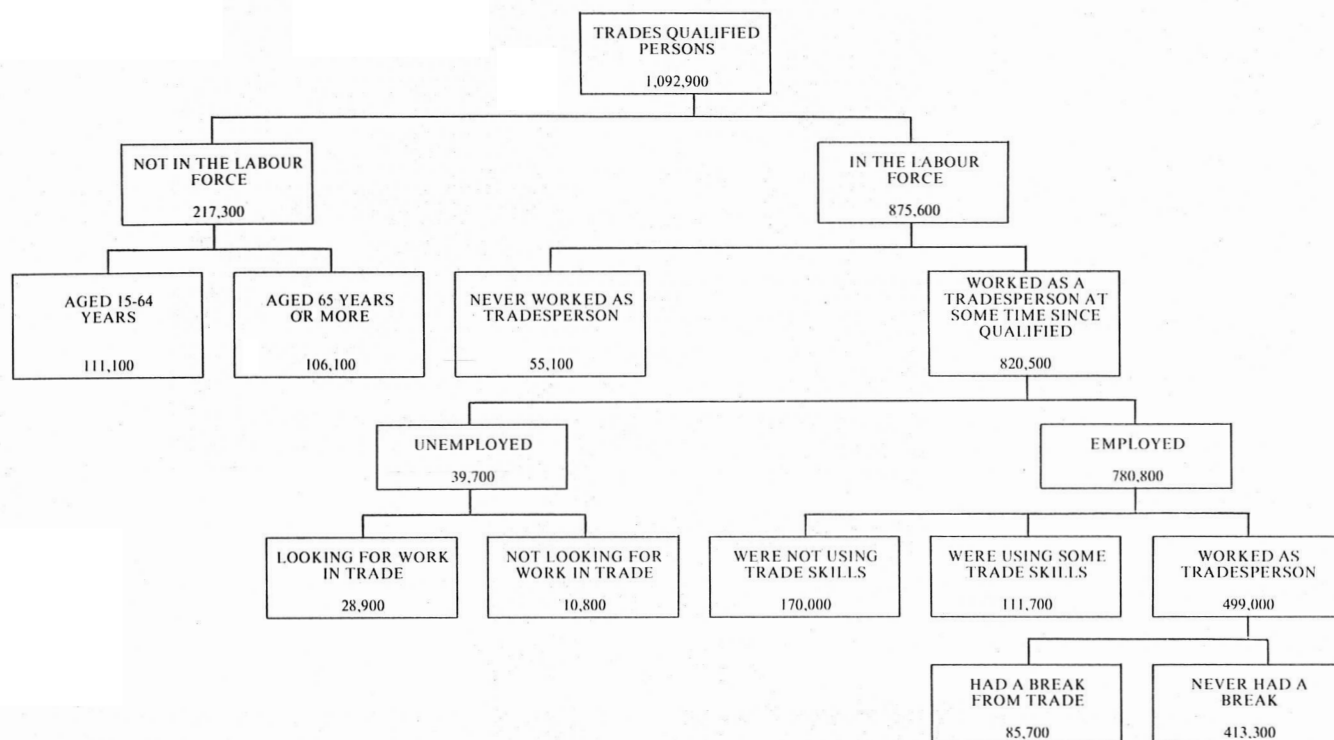 TRADES QUALIFIED
PERSONS
1,092,900
NOT IN THE LABOUR
FORCE
217,300
IN THE LABOUR
FORCE
875,600
AGED 15-64
YEARS
111,100
AGED 65 YEARS
OR MORE
106,100
NEVER WORKED AS
TRADESPERSON
55,100
WORKED AS A
TRADESPERSON AT
SOME TIME SINCE
QUALIFIED
820,500
UNEMPLOYED
39,700
EMPLOYED
780,800
LOOKING FOR WORK
IN TRADE
28,900
NOT LOOKING FOR
WORK IN TRADE
10,800
WERE NOT USING
TRADE SKILLS
170,000
WERE USING SOME
TRADE SKILLS
111,700
WORKED AS
TRADESPERSON
499,000
HAD A BREAK
FROM TRADE
85,700
NEVER HAD A
BREAK
413,300